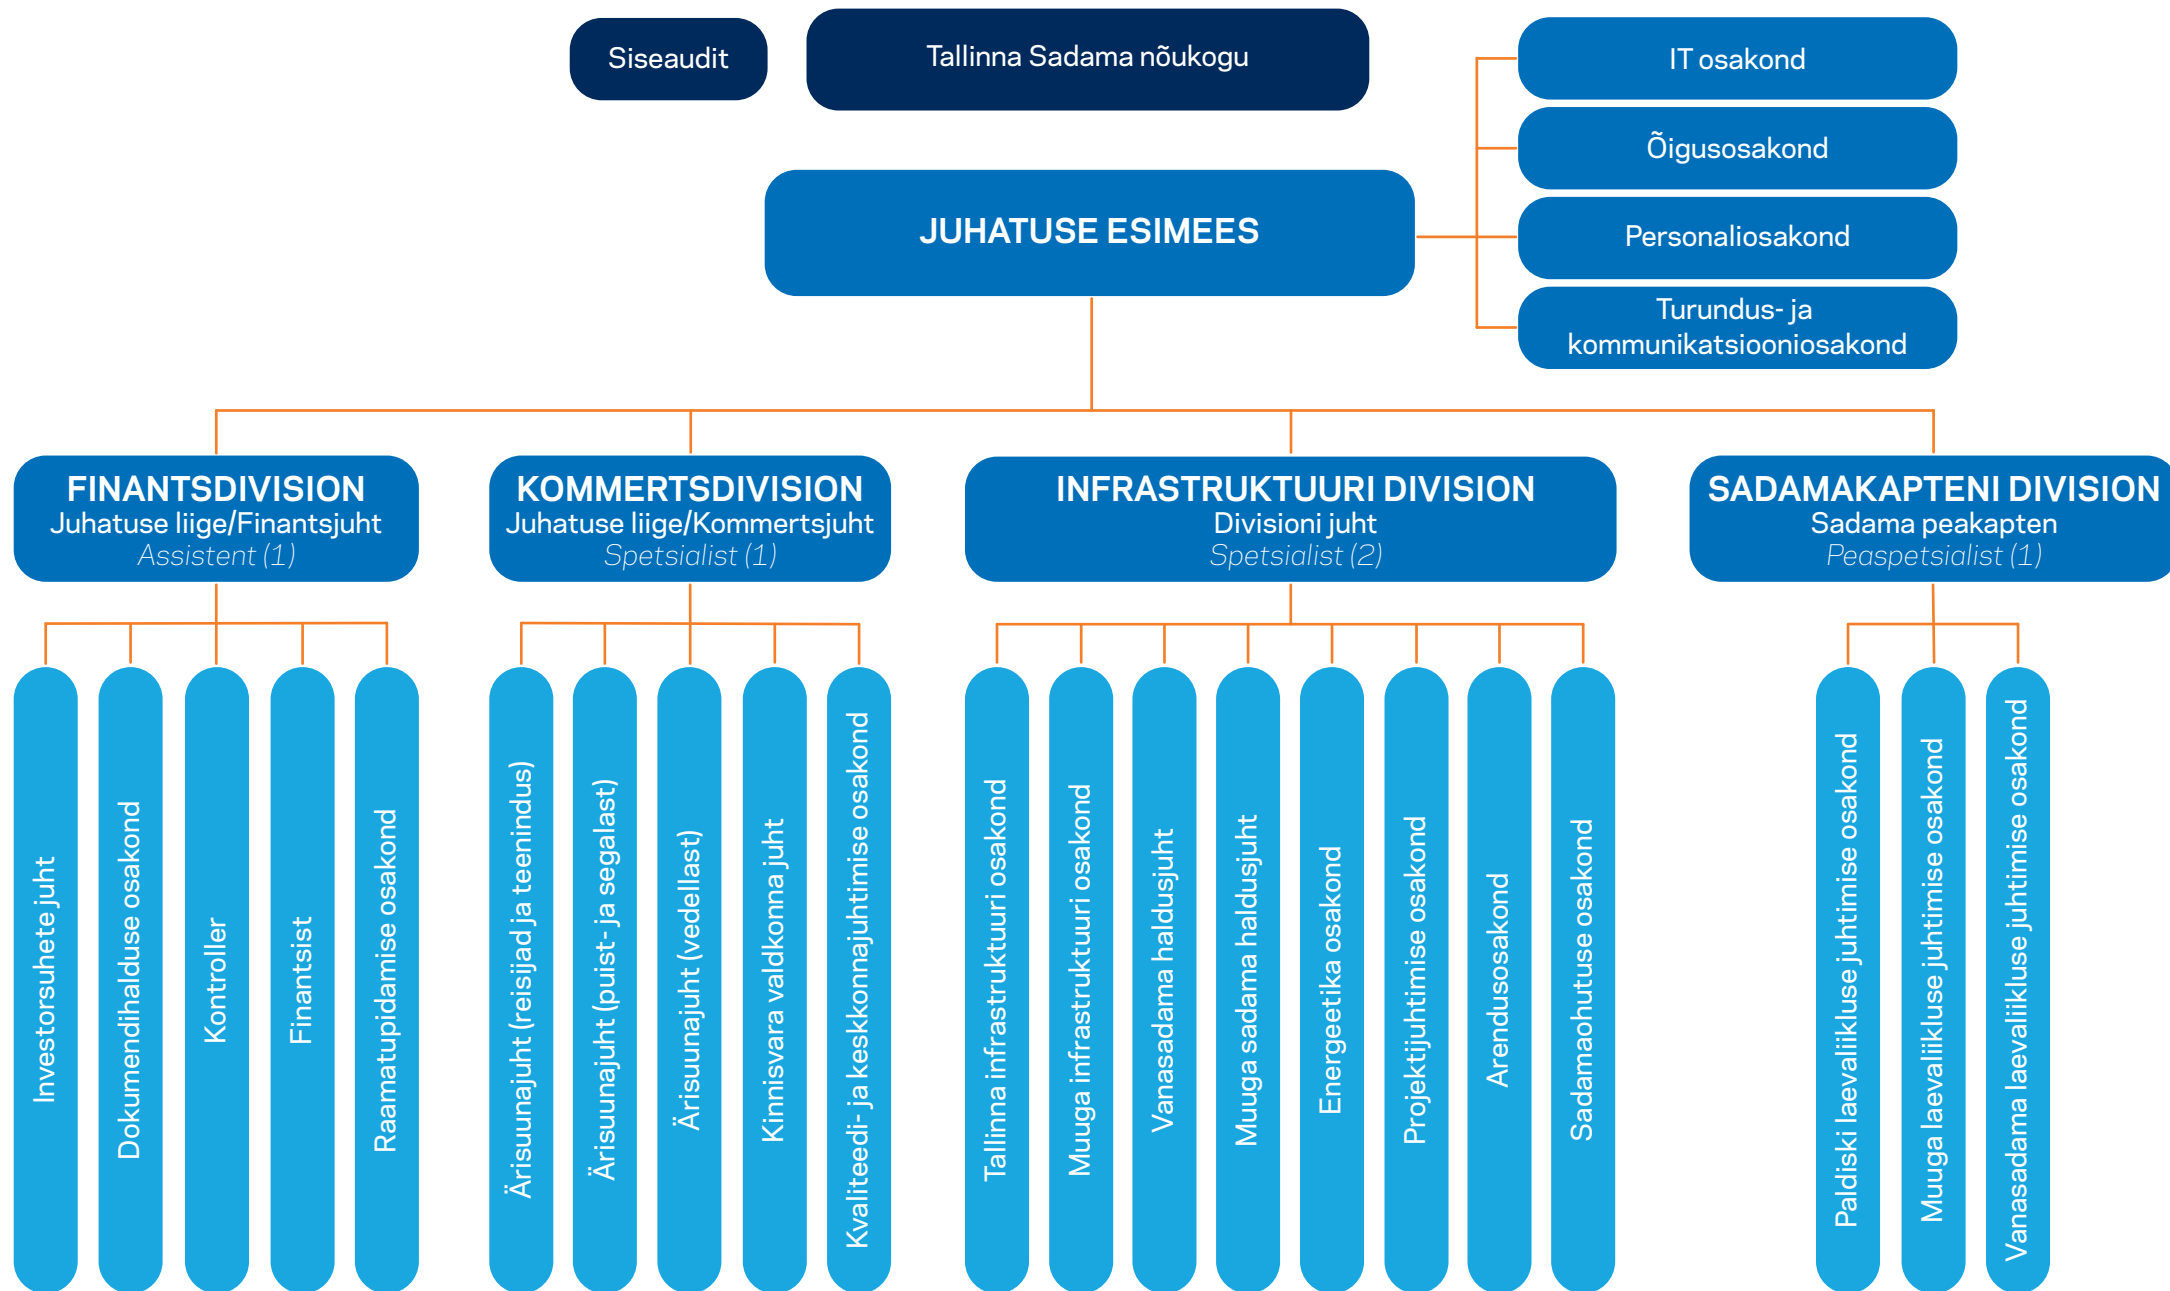 Siseaudit
Tallinna Sadama nõukogu
IT osakond
Õigusosakond
JUHATUSE ESIMEES
Personaliosakond
Turundus- ja
kommunikatsiooniosakond
FINANTSDIVISION
Juhatuse liige/Finantsjuht
Assistent (1)
KOMMERTSDIVISION
Juhatuse liige/Kommertsjuht
Spetsialist (1)
INFRASTRUKTUURI DIVISION
Divisioni juht
Spetsialist (2)
SADAMAKAPTENI DIVISION
Sadama peakapten
Peaspetsialist (1)
Investorsuhete juht
Dokumendihalduse osakond
Kontroller
Finantsist
Raamatupidamise osakond
Ärisuunajuht (reisijad ja teenindus)
Ärisuunajuht (puist- ja segalast)
Ärisuunajuht (vedellast)
Kinnisvara valdkonna juht
Kvaliteedi- ja keskkonnajuhtimise osakond
Tallinna infrastruktuuri osakond
Muuga infrastruktuuri osakond
Vanasadama haldusjuht
Muuga sadama haldusjuht
Energeetika osakond
Projektijuhtimise osakond
Arendusosakond
Sadamaohutuse osakond
Paldiski laevaliikluse juhtimise osakond
Muuga laevaliikluse juhtimise osakond
Vanasadama laevaliikluse juhtimise osakond